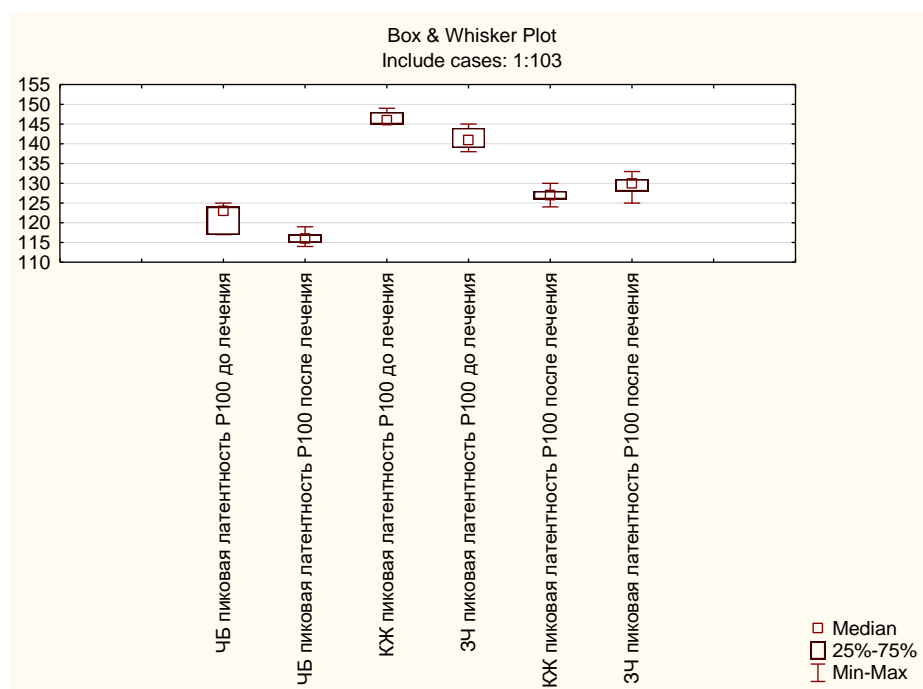 Box & Whisker Plot
Include cases: 1:103
155
150
145
140
135
130
125
120
115
110
ЧБ пиковая латентность P100 до лечения
ЧБ пиковая латентность P100 после лечения
КЖ пиковая латентность P100 до лечения
ЗЧ пиковая латентность P100 до лечения
КЖ пиковая латентность P100 после лечения
ЗЧ пиковая латентность P100 после лечения
Median
25%-75%
Min-Max